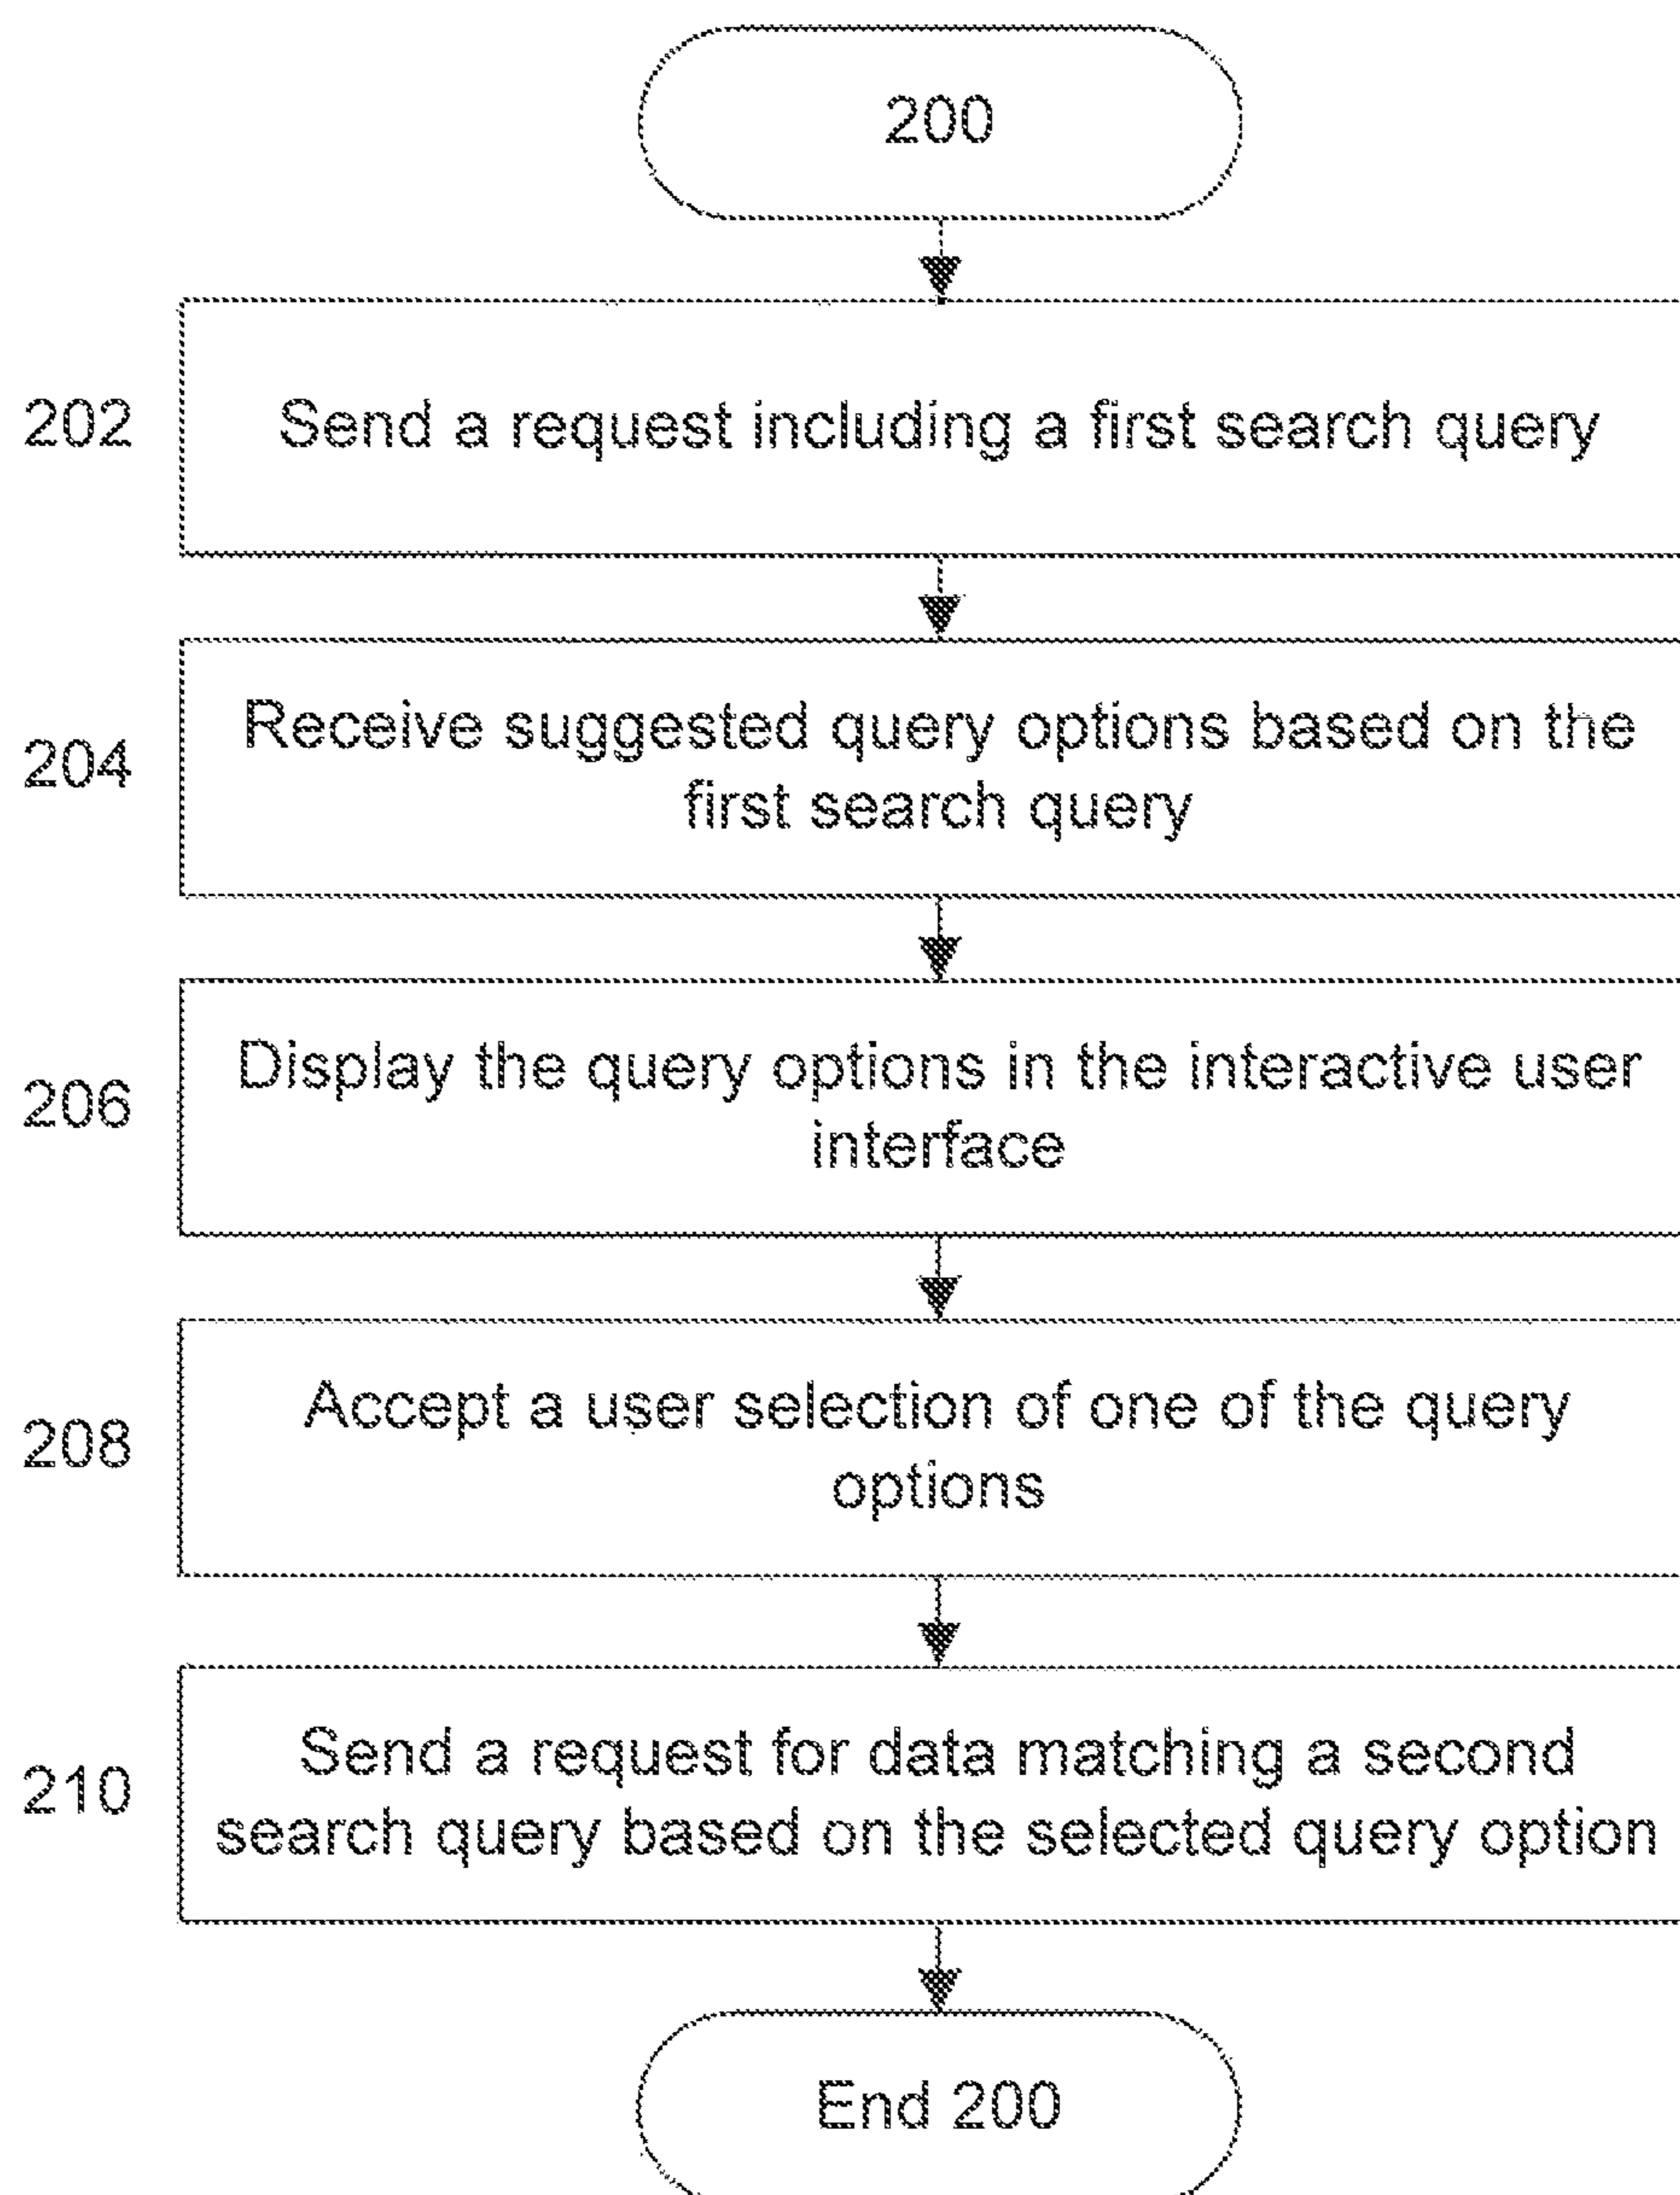 200
202
Send a request including a first search query
204
Receive suggested query options based on the
first search query
206
Display the query options in the interactive user
interface
208
Accept a user selection of one of the query
options
210
Send a request for data matching a second
search query based on the selected query option
End 200